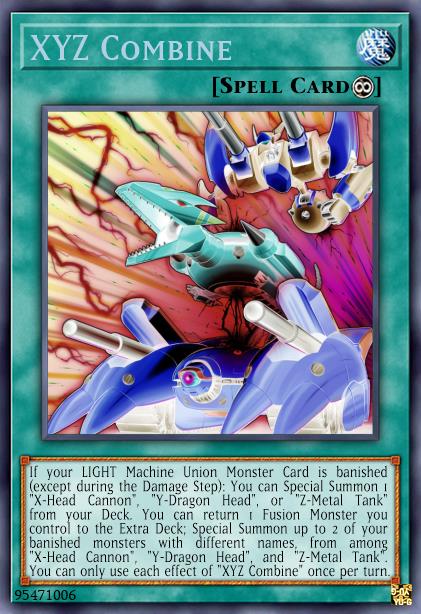 XYZ Combine
[Spell Card]
If your LIGHT Machine Union Monster Card is banished
(except during the Damage Step): You can Special Summon 1
"X-Head Cannon", "Y-Dragon Head", or "Z-Metal Tank"
from your Deck. You can return 1 Fusion Monster you
control to the Extra Deck; Special Summon up to 2 of your
banished monsters with different names, from among
"X-Head Cannon", "Y-Dragon Head", and "Z-Metal Tank".
You can only use each effect of "XYZ Combine" once per turn.
95471006